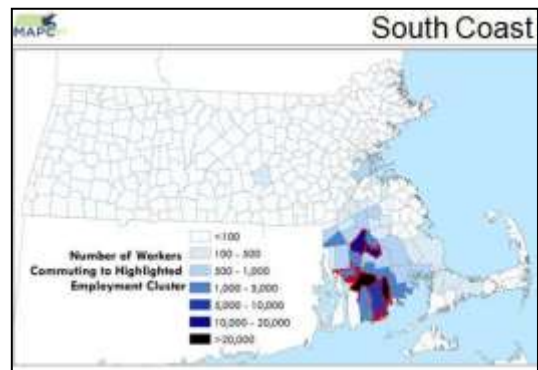 MAPC
South Coast
Number of Workers
Commuting to Highlighted
Employment Cluster
<100
100 - 500
500 - 1,000
1,000 - 5,000
5,000 - 10,000
10,000 - 20,000
>20,000